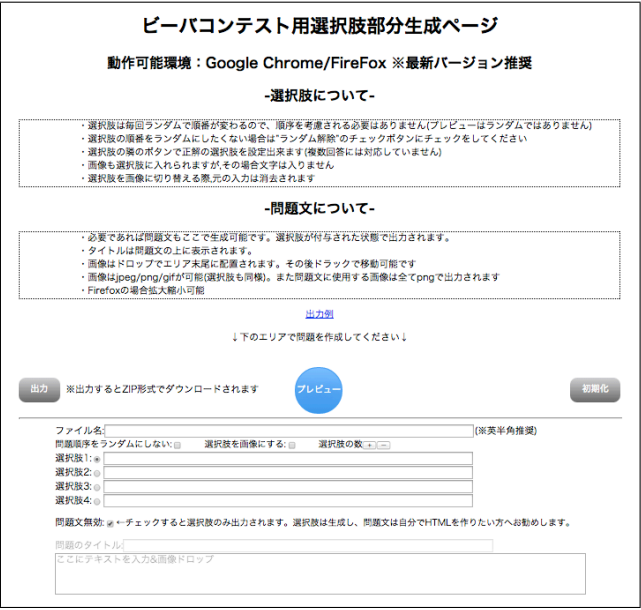 ビーバコンテスト用選択肢部分生成ページ
動作可能環境：Google Chrome/FireFox ※最新バージョン推奨
-選択肢について-
・選択肢は毎回ランダムで順番が変わるので、順序を考慮される必要はありません(プレビューはランダムではありません)
・選択肢の順番をランダムにしたくない場合は"ランダム解除"のチェックボタンにチェックをしてください
・選択肢の隣のボタンで正解の選択肢を設定出来ます(複数回答には対応していません)
・画像も選択肢に入れられますが,その場合文字は入りません
・選択肢を画像に切り替える際,元の入力は消去されます
-問題文について-
・必要であれば問題文もここで生成可能です。選択肢が付与された状態で出力されます。
・タイトルは問題文の上に表示されます。
・画像はドロップでエリア末尾に配置されます。その後ドラックで移動可能です
・画像はjpeg/png/gifが可能(選択肢も同様)。また問題文に使用する画像は全てpngで出力されます
・Firefoxの場合拡大縮小可能
出力例
↓下のエリアで問題を作成してください↓
出力 ※出力するとZIP形式でダウンロードされます プレビュー 初期化
ファイル名: (※英半角推奨)
問題順序をランダムにしない: 選択肢を画像にする: 選択肢の数 + −
選択肢1:
選択肢2:
選択肢3:
選択肢4:
問題文無効: ←チェックすると選択肢のみ出力されます。選択肢は生成し、問題文は自分でHTMLを作りたい方へお勧めします。
問題のタイトル:
ここにテキストを入力&画像ドロップ